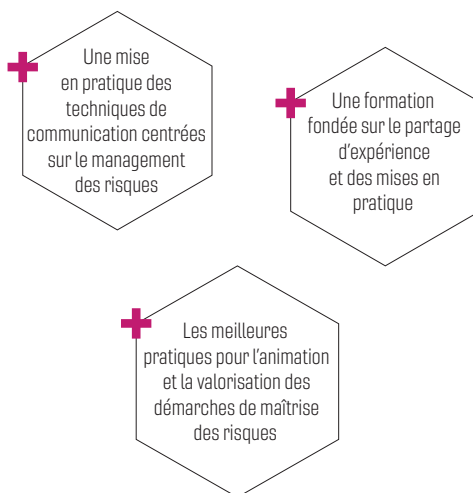 Une mise
en pratique des
techniques de
communication centrées
sur le management
des risques
Une formation
fondée sur le partage
d'expérience
et des mises en
pratique
Les meilleures
pratiques pour l'animation
et la valorisation des
démarches de maîtrise
des risques